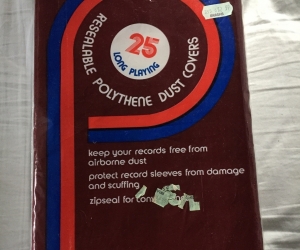 RESEALABLE POLYTHENE DUST COVERS
25
LONG PLAYING
keep your records free from
airborne dust
protect record sleeves from damage
and scuffing
zipseal for